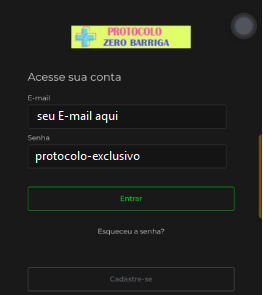 PROTOCOLO
ZERO BARRIGA
Acesse sua conta
E-mail
seu E-mail aqui
Senha
protocolo-exclusivo
Entrar
Esqueceu a senha?
Cadastre-se